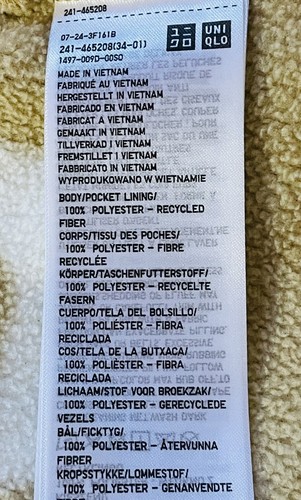 241-465208
07-24-3F161B
241-465208(34-01)
1497-009D-00SO
ユニクロ
UNIQLO
MADE IN VIETNAM
FABRIQUÉ AU VIETNAM
HERGESTELLT IN VIETNAM
FABRICADO EN VIETNAM
FABRICAT A VIETNAM
GEMAAKT IN VIETNAM
TILLVERKAD I VIETNAM
FREMSTILLET I VIETNAM
FABBRICATO IN VIETNAM
WYPRODUKOWANO W WIETNAMIE
BODY/POCKET LINING/
100% POLYESTER – RECYCLED
FIBER
CORPS/TISSU DES POCHES/
100% POLYESTER – FIBRE
RECYCLÉE
KÖRPER/TASCHENFUTTERSTOFF/
100% POLYESTER – RECYCELTE
FASERN
CUERPO/TELA DEL BOLSILLO/
100% POLIÉSTER – FIBRA
RECICLADA
COS/TELA DE LA BUTXACA/
100% POLIÈSTER – FIBRA
RECICLADA
LICHAAM/STOF VOOR BROEKZAK/
100% POLYESTER – GERECYCLEDE
VEZELS
BÅL/FICKTYG/
100% POLYESTER – ÅTERVUNNA
FIBRER
KROPSSTYKKE/LOMMESTOF/
100% POLYESTER – GENANVENDTE